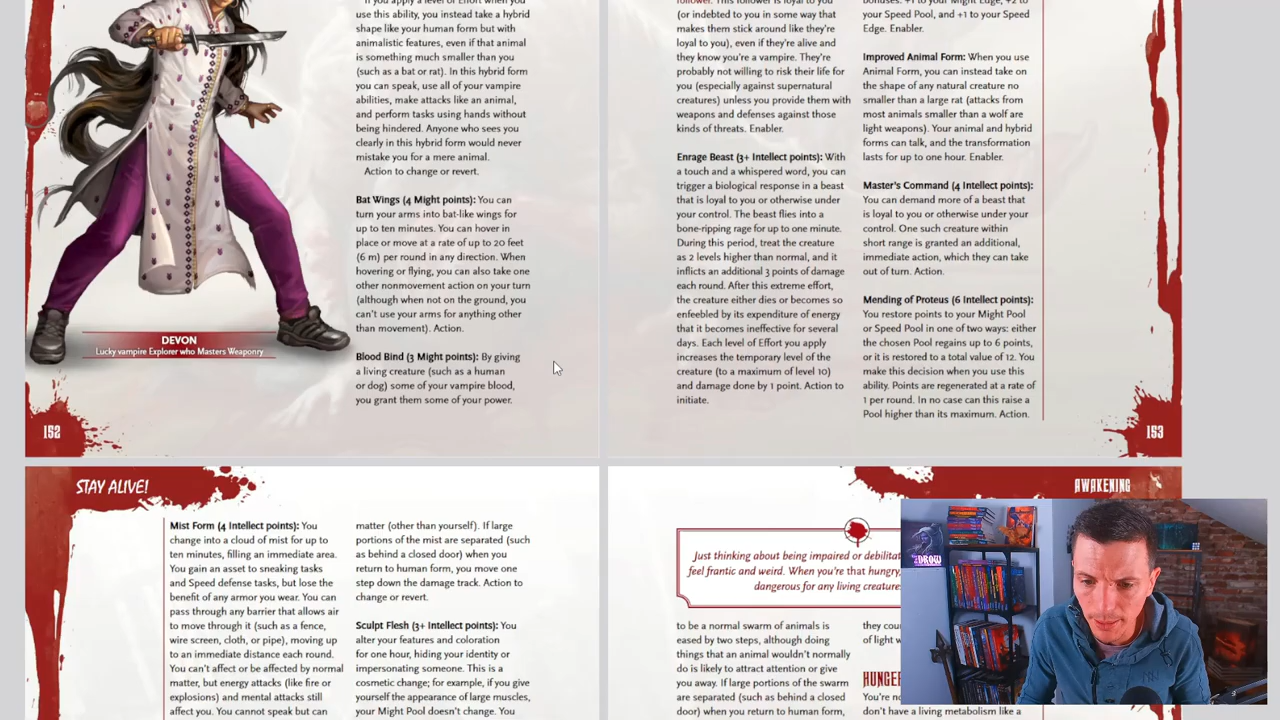 If you apply a level of Effort when you
use this ability, you instead take a hybrid
shape like your human form but with
animalistic features, even if that animal
is something much smaller than you
(such as a bat or rat). In this hybrid form
you can speak, use all of your vampire
abilities, make attacks like an animal,
and perform tasks using hands without
being hindered. Anyone who sees you
clearly in this hybrid form would never
mistake you for a mere animal.
Action to change or revert.
Bat Wings (4 Might points): You can
turn your arms into bat-like wings for
up to ten minutes. You can hover in
place or move at a rate of up to 20 feet
(6 m) per round in any direction. When
hovering or flying, you can also take one
other nonmovement action on your turn
(although when not on the ground, you
can't use your arms for anything other
than movement). Action.
Blood Bind (3 Might points): By giving
a living creature (such as a human
or dog) some of your vampire blood,
you grant them some of your power.
DEVON
Lucky vampire Explorer who Masters Weaponry
152
follower. This follower is loyal to you
(or indebted to you in some way that
makes them stick around like they're
loyal to you), even if they're alive and
they know you're a vampire. They're
probably not willing to risk their life for
you (especially against supernatural
creatures) unless you provide them with
weapons and defenses against those
kinds of threats. Enabler.
Enrage Beast (3+ Intellect points): With
a touch and a whispered word, you can
trigger a biological response in a beast
that is loyal to you or otherwise under
your control. The beast flies into a
bone-ripping rage for up to one minute.
During this period, treat the creature
as 2 levels higher than normal, and it
inflicts an additional 3 points of damage
each round. After this extreme effort,
the creature either dies or becomes so
enfeebled by its expenditure of energy
that it becomes ineffective for several
days. Each level of Effort you apply
increases the temporary level of the
creature (to a maximum of level 10)
and damage done by 1 point. Action to
initiate.
bonuses: +1 to your Might Edge, +2 to
your Speed Pool, and +1 to your Speed
Edge. Enabler.
Improved Animal Form: When you use
Animal Form, you can instead take on
the shape of any natural creature no
smaller than a large rat (attacks from
most animals smaller than a wolf are
light weapons). Your animal and hybrid
forms can talk, and the transformation
lasts for up to one hour. Enabler.
Master's Command (4 Intellect points):
You can demand more of a beast that
is loyal to you or otherwise under your
control. One such creature within
short range is granted an additional,
immediate action, which they can take
out of turn. Action.
Mending of Proteus (6 Intellect points):
You restore points to your Might Pool
or Speed Pool in one of two ways: either
the chosen Pool regains up to 6 points,
or it is restored to a total value of 12. You
make this decision when you use this
ability. Points are regenerated at a rate of
1 per round. In no case can this raise a
Pool higher than its maximum. Action.
153
STAY ALIVE!
Mist Form (4 Intellect points): You
change into a cloud of mist for up to
ten minutes, filling an immediate area.
You gain an asset to sneaking tasks
and Speed defense tasks, but lose the
benefit of any armor you wear. You can
pass through any barrier that allows air
to move through it (such as a fence,
wire screen, cloth, or pipe), moving up
to an immediate distance each round.
You can't affect or be affected by normal
matter, but energy attacks (like fire or
explosions) and mental attacks still
affect you. You cannot speak but can
matter (other than yourself). If large
portions of the mist are separated (such
as behind a closed door) when you
return to human form, you move one
step down the damage track. Action to
change or revert.
Sculpt Flesh (3+ Intellect points): You
alter your features and coloration
for one hour, hiding your identity or
impersonating someone. This is a
cosmetic change; for example, if you give
yourself the appearance of large muscles,
your Might Pool doesn't change. You
AWAKENING
Just thinking about being impaired or debilitat
feel frantic and weird. When you're that hungry,
dangerous for any living creature
to be a normal swarm of animals is
eased by two steps, although doing
things that an animal wouldn't normally
do is likely to attract attention or give
you away. If large portions of the swarm
are separated (such as behind a closed
door) when you return to human form,
they cou
of light w
HUNGER
You're no
don't have a living metabolism like a
DROW